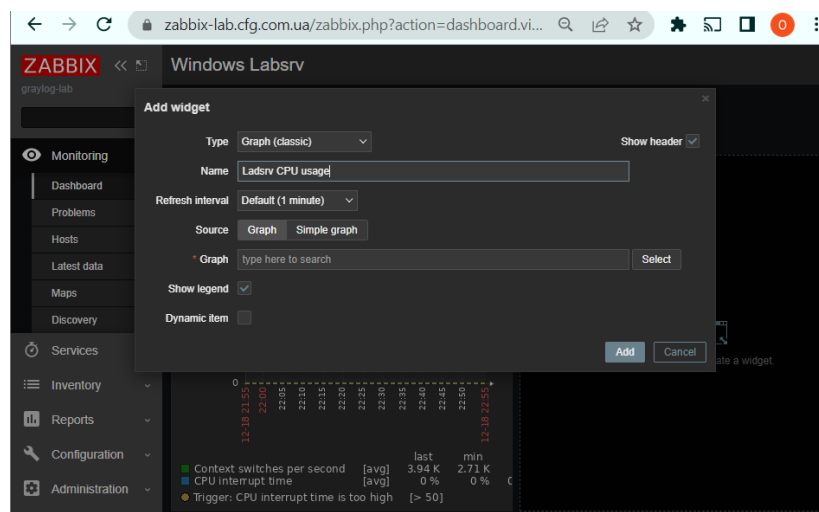 zabbix-lab.cfg.com.ua/zabbix.php?action=dashboard.vi...
O
ZABBIX
Windows Labsrv
graylog-lab
Add widget
Type Graph (classic) Show header
Monitoring
Name Ladsrv CPU usage
Dashboard
Refresh interval Default (1 minute)
Problems
Source Graph Simple graph
Hosts
* Graph type here to search Select
Latest data
Show legend
Maps
Dynamic item
Discovery
Add Cancel
Services
ate a widget.
Inventory
0
12-18 21:55
22:00
22:05
22:10
22:15
22:20
22:25
22:30
22:35
22:40
22:45
22:50
12-18 22:55
Reports
last min
Configuration
Context switches per second [avg] 3.94 K 2.71 K
CPU interrupt time [avg] 0 % 0 %
Administration
Trigger: CPU interrupt time is too high [> 50]